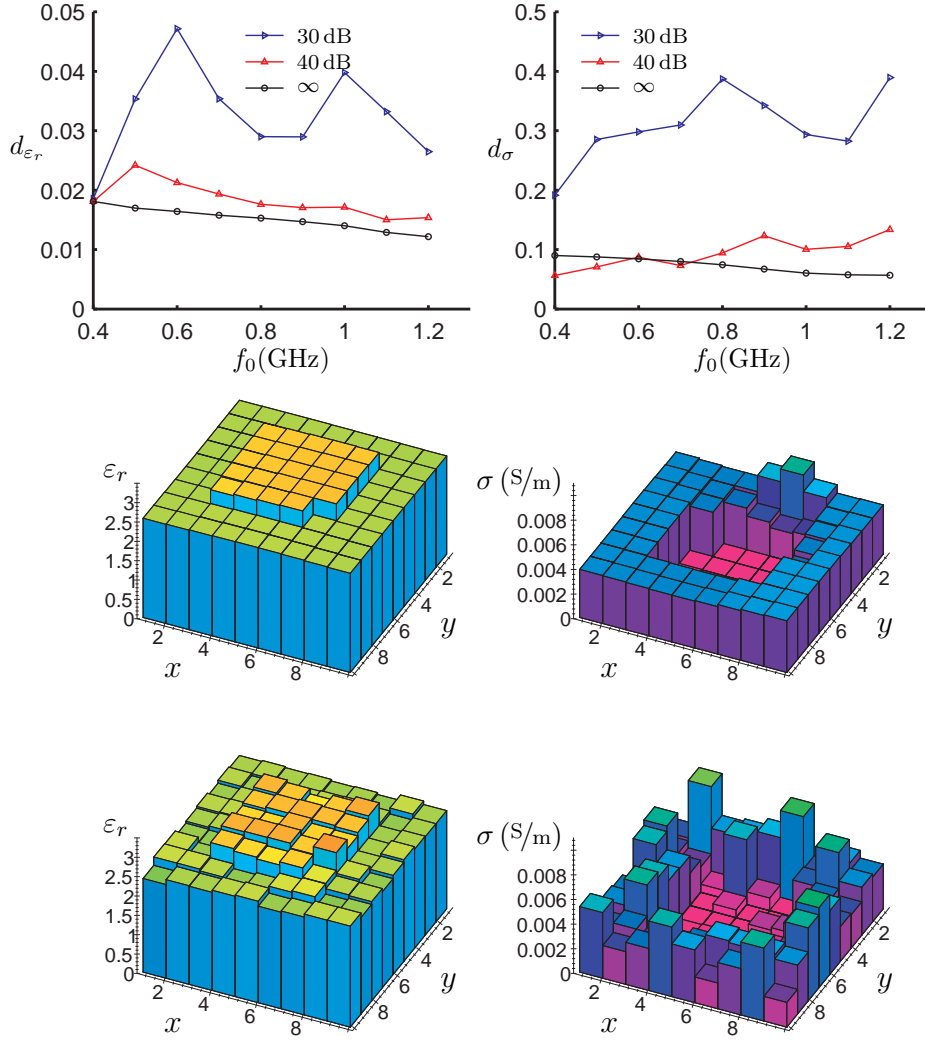 0.05
0.04
0.03
0.02
0.01
0
d_{ε_r}
30 dB
40 dB
∞
0.4 0.6 0.8 1 1.2
f_0(GHz)
0.5
0.4
0.3
0.2
0.1
0
d_σ
30 dB
40 dB
∞
0.4 0.6 0.8 1 1.2
f_0(GHz)
ε_r
3
2.5
2
1.5
1
0.5
0
2 4 6 8
x
8 6 4 2
y
σ (S/m)
0.008
0.006
0.004
0.002
0
2 4 6 8
x
8 6 4 2
y
ε_r
3
2.5
2
1.5
1
0.5
0
2 4 6 8
x
8 6 4 2
y
σ (S/m)
0.008
0.006
0.004
0.002
0
2 4 6 8
x
8 6 4 2
y